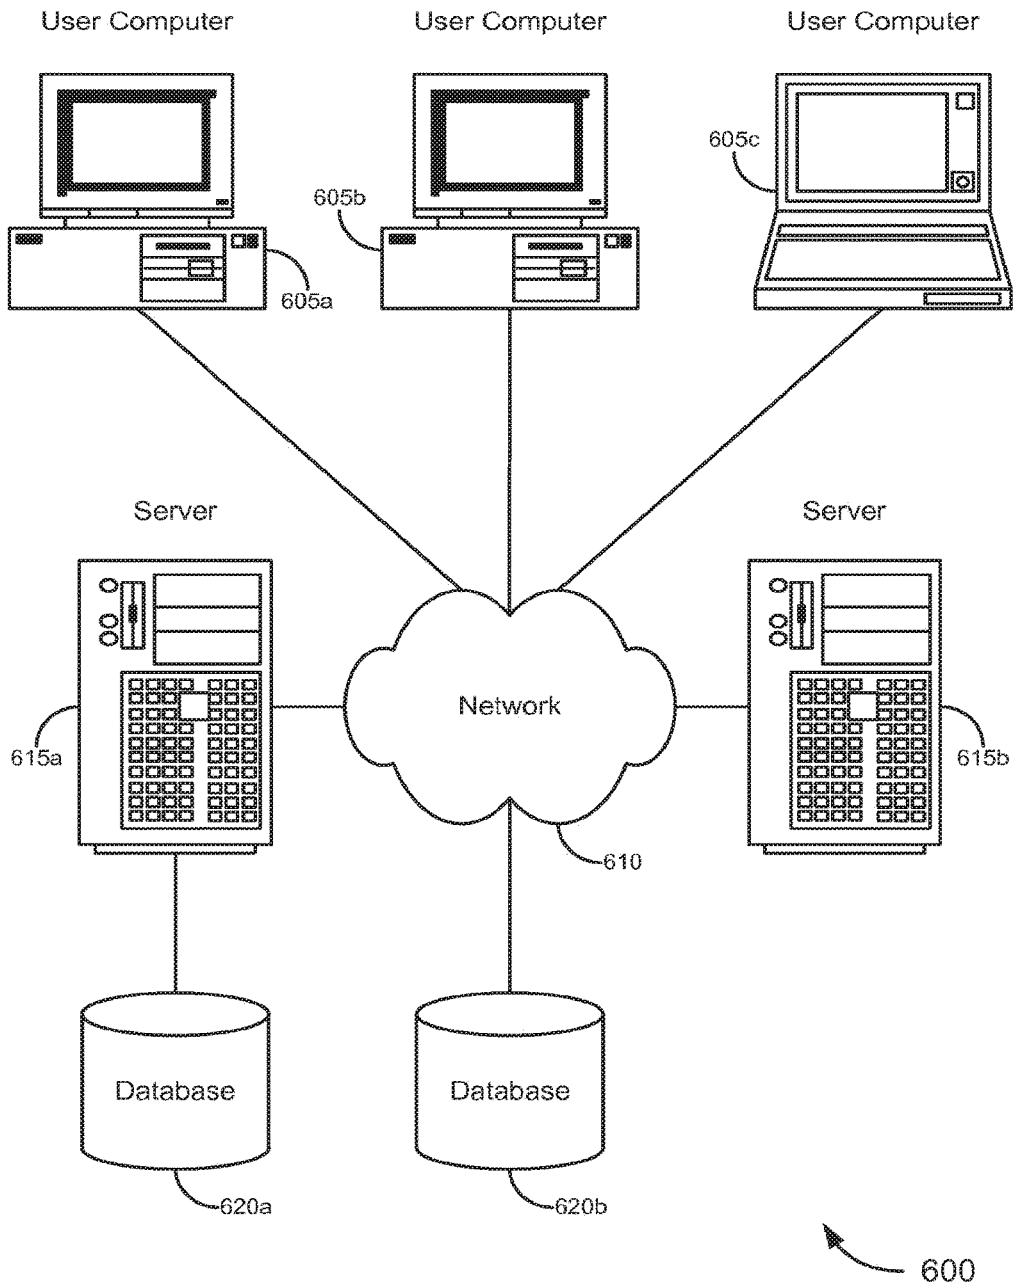 User Computer
User Computer
User Computer
605c
605b
605a
Server
Server
Network
615a
615b
610
Database
Database
620a
620b
600